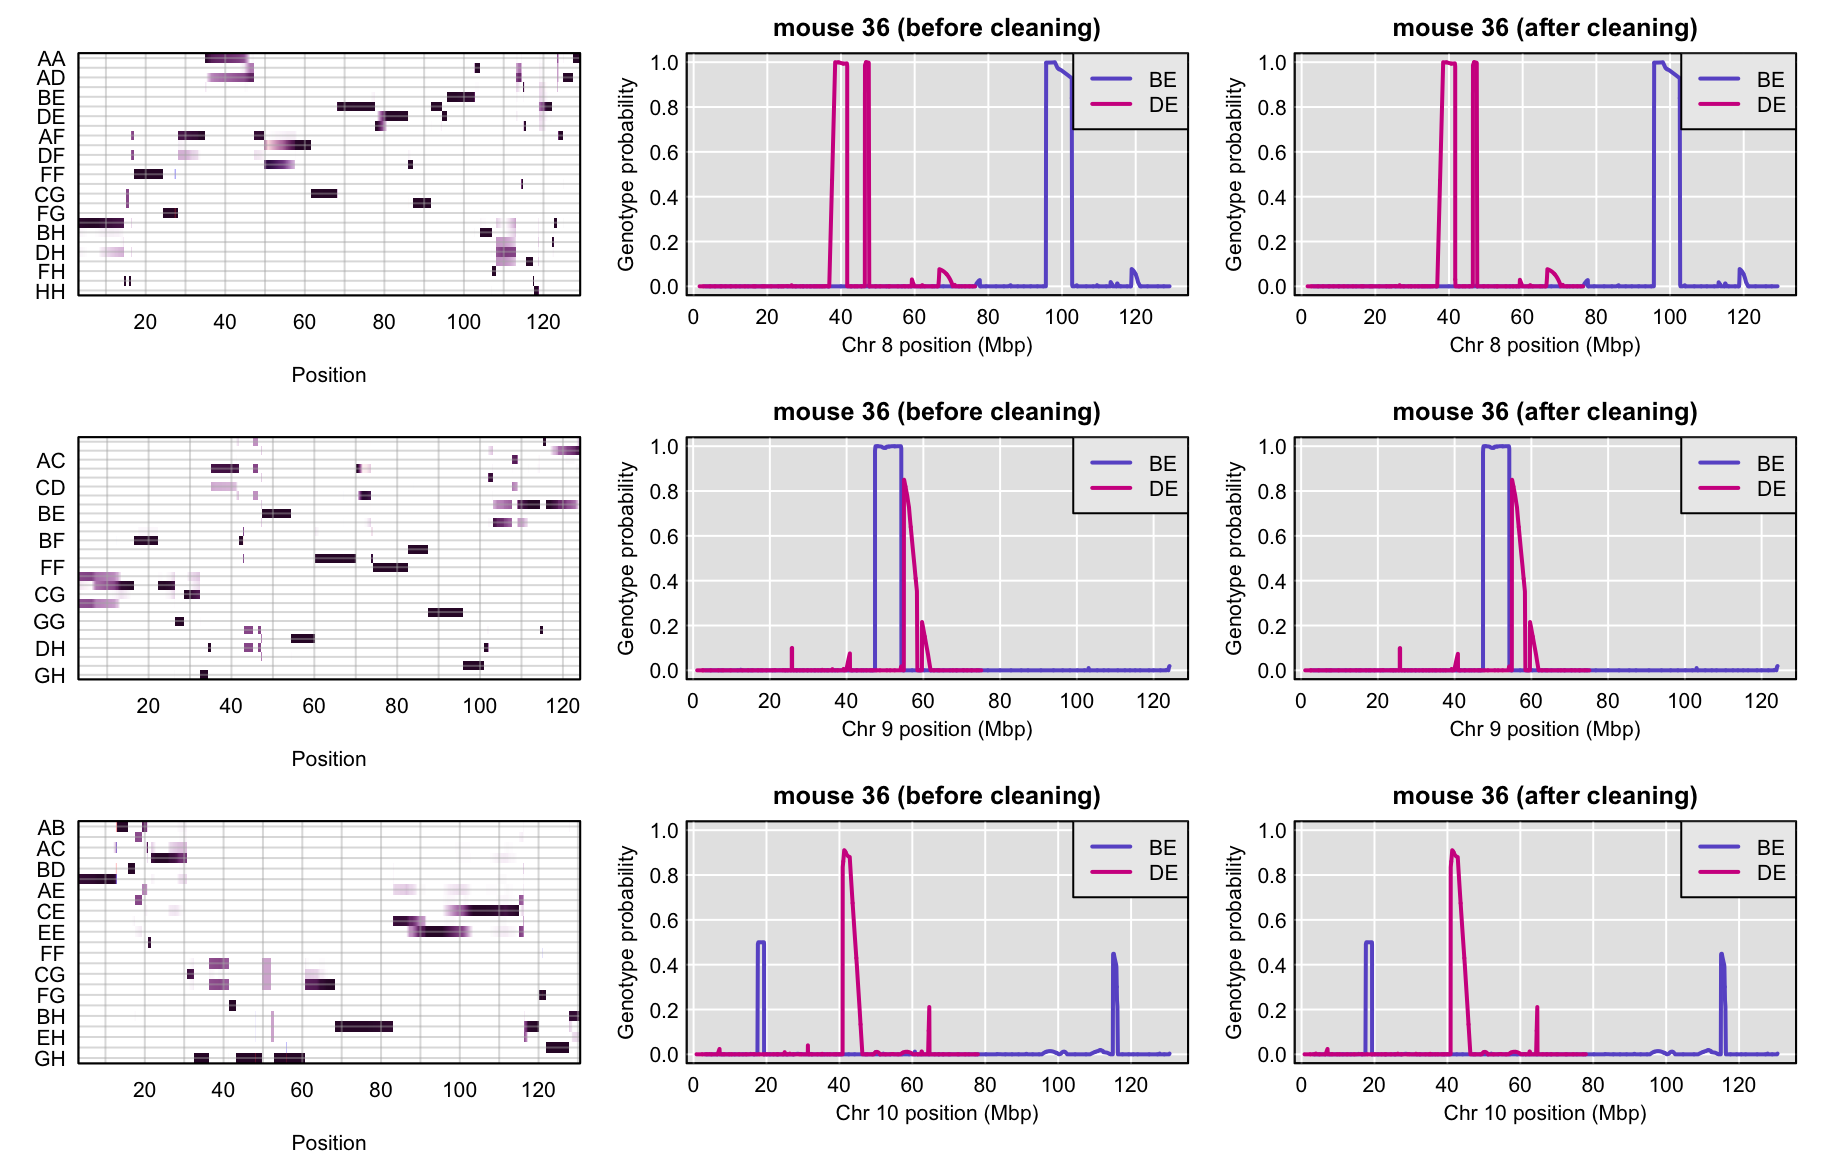 AA
AD
BE
DE
AF
DF
FF
CG
FG
BH
DH
FH
HH
20 40 60 80 100 120
Position
mouse 36 (before cleaning)
Genotype probability
1.0
0.8
0.6
0.4
0.2
0.0
BE
DE
0 20 40 60 80 100 120
Chr 8 position (Mbp)
mouse 36 (after cleaning)
Genotype probability
1.0
0.8
0.6
0.4
0.2
0.0
BE
DE
0 20 40 60 80 100 120
Chr 8 position (Mbp)
AC
CD
BE
BF
FF
CG
GG
DH
GH
20 40 60 80 100 120
Position
mouse 36 (before cleaning)
Genotype probability
1.0
0.8
0.6
0.4
0.2
0.0
BE
DE
0 20 40 60 80 100 120
Chr 9 position (Mbp)
mouse 36 (after cleaning)
Genotype probability
1.0
0.8
0.6
0.4
0.2
0.0
BE
DE
0 20 40 60 80 100 120
Chr 9 position (Mbp)
AB
AC
BD
AE
CE
EE
FF
CG
FG
BH
EH
GH
20 40 60 80 100 120
Position
mouse 36 (before cleaning)
Genotype probability
1.0
0.8
0.6
0.4
0.2
0.0
BE
DE
0 20 40 60 80 100 120
Chr 10 position (Mbp)
mouse 36 (after cleaning)
Genotype probability
1.0
0.8
0.6
0.4
0.2
0.0
BE
DE
0 20 40 60 80 100 120
Chr 10 position (Mbp)